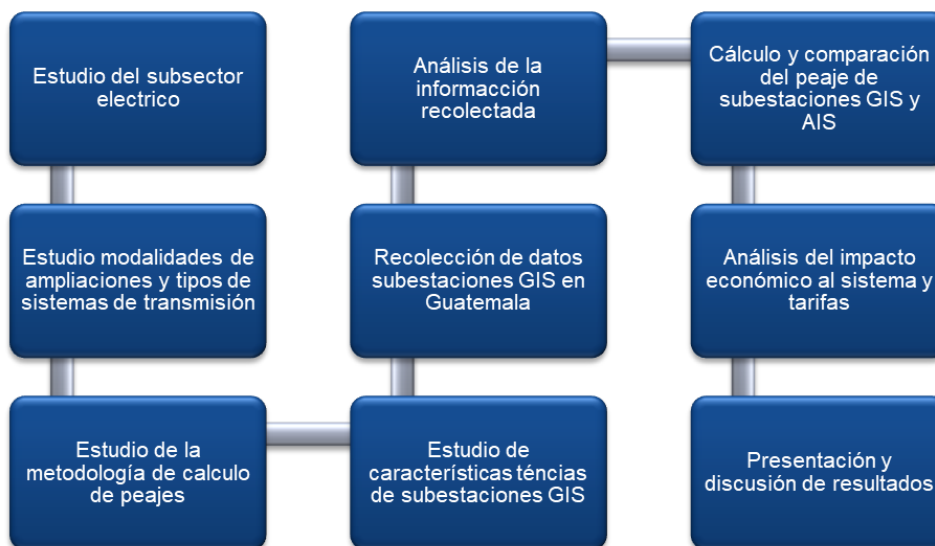 Estudio del subsector
electrico
Estudio modalidades de
ampliaciones y tipos de
sistemas de transmisión
Estudio de la
metodología de calculo
de peajes
Estudio de
característífcas téncias
de subestaciones GIS
Recolección de datos
subestaciones GIS en
Guatemala
Análisis de la
informacción
recolectada
Cálculo y comparación
del peaje de
subestaciones GIS y
AIS
Análisis del impacto
económico al sistema y
tarifas
Presentación y
discusión de resultados